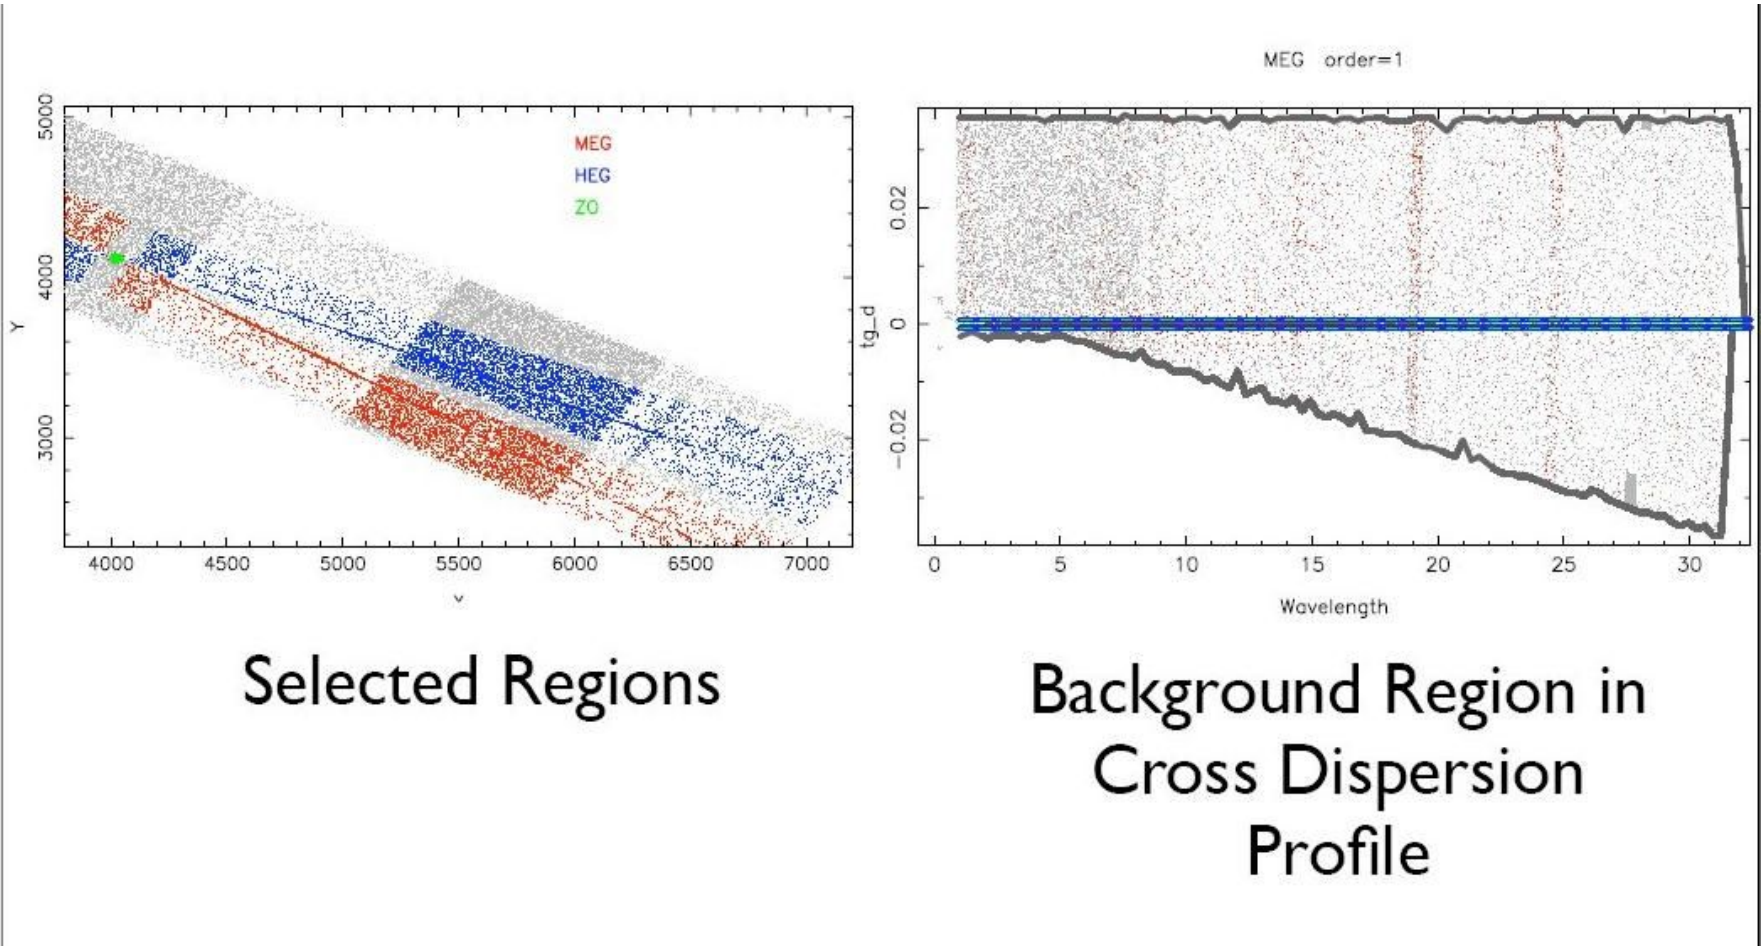 MEG order=1
5000
4000
3000
Y
MEG
HEG
ZO
4000 4500 5000 5500 6000 6500 7000
tg_d
0.02
0
−0.02
0 5 10 15 20 25 30
Wavelength
Selected Regions
Background Region in
Cross Dispersion
Profile